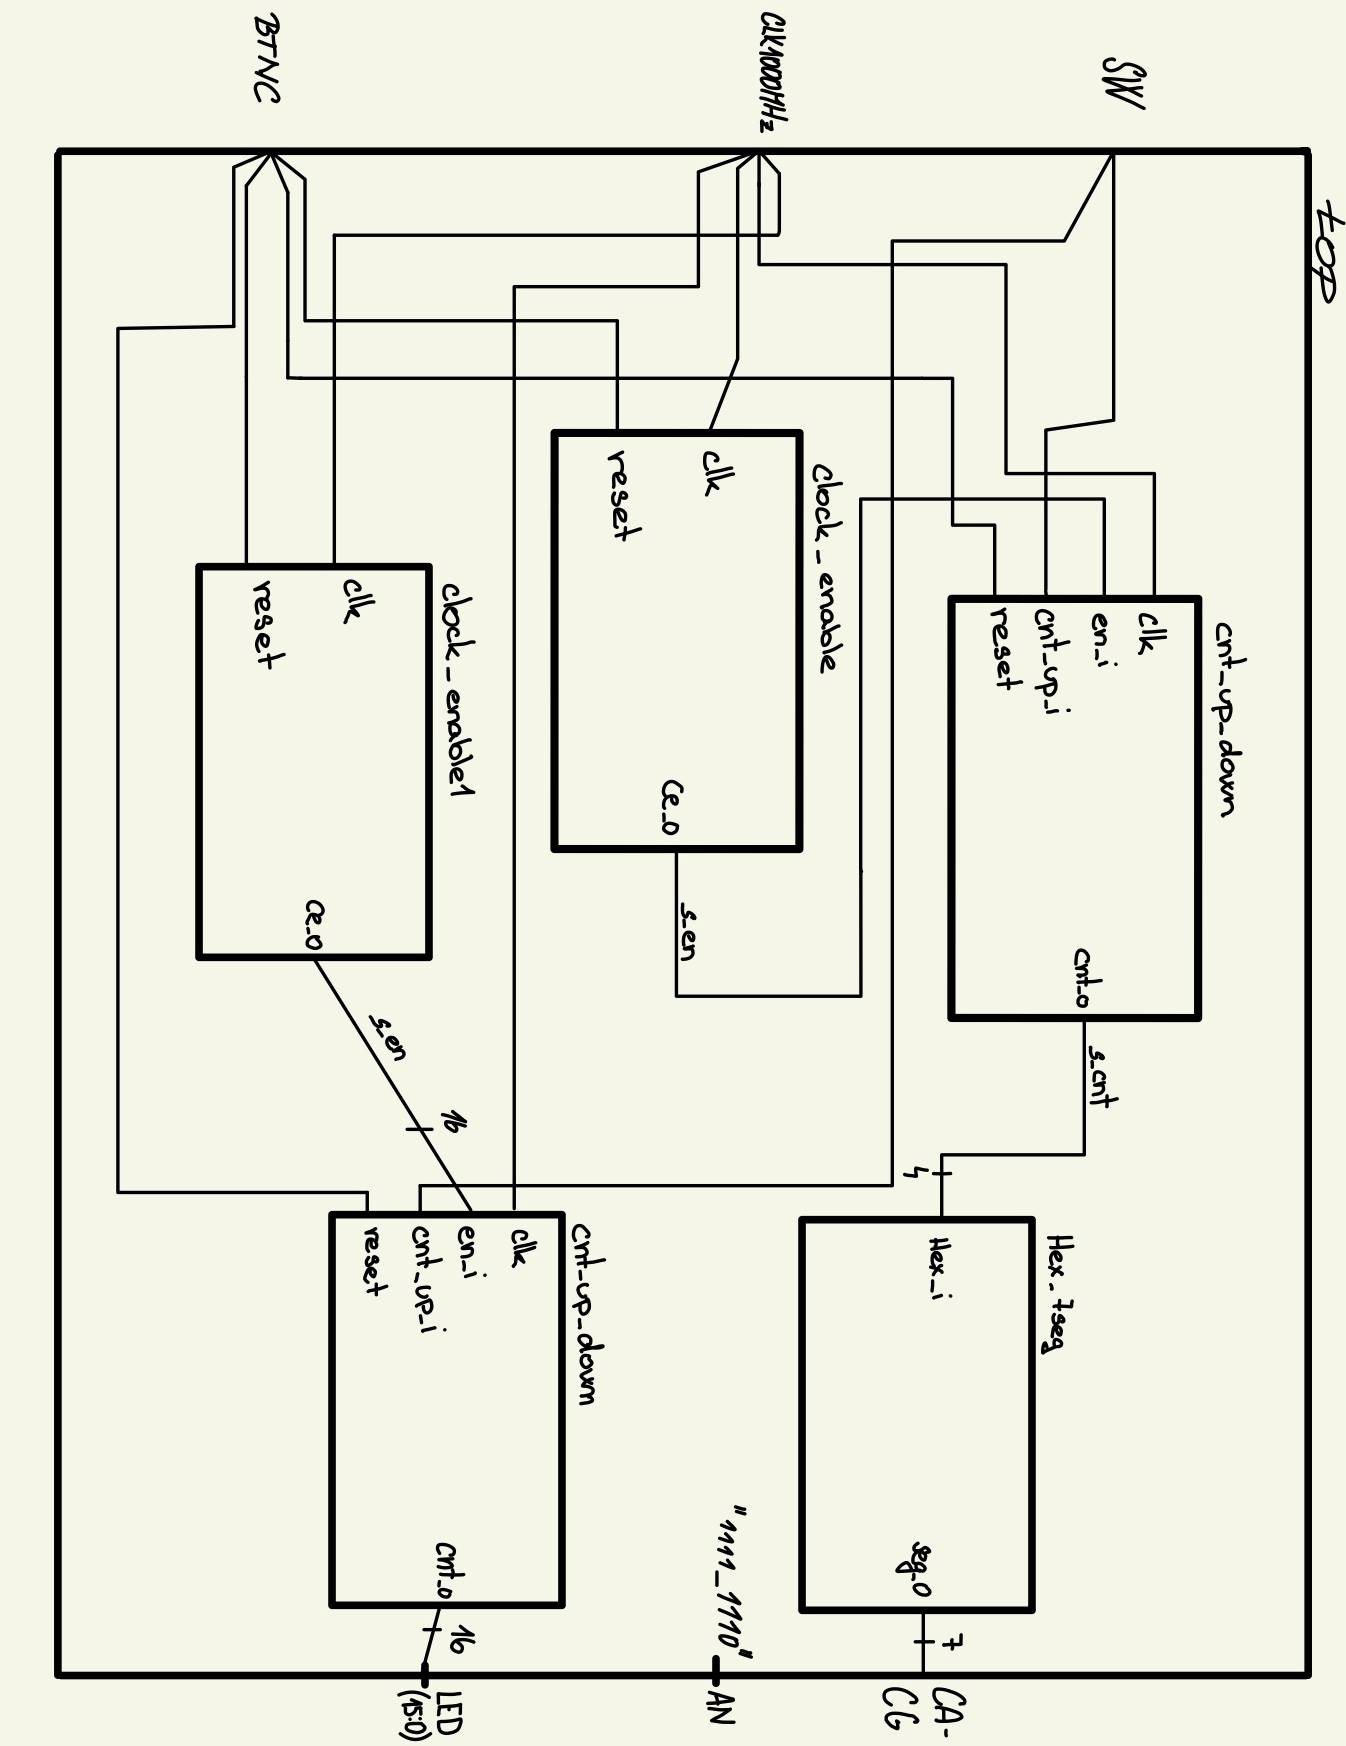 top
cnt_up_down
clk
en_i
cnt_up_i
reset
cnt_o
s_cnt
4
Hex_7seg
Hex_i
seg_o
7
CA-
CG
SW
CLK1000MHz
BTNC
clock_enable
clk
reset
ce_o
s_en
"1111_1110"
AN
clock_enable1
clk
reset
ce_o
s_en
16
cnt_up_down
clk
en_i
cnt_up_i
reset
cnt_o
16
LED
(15:0)